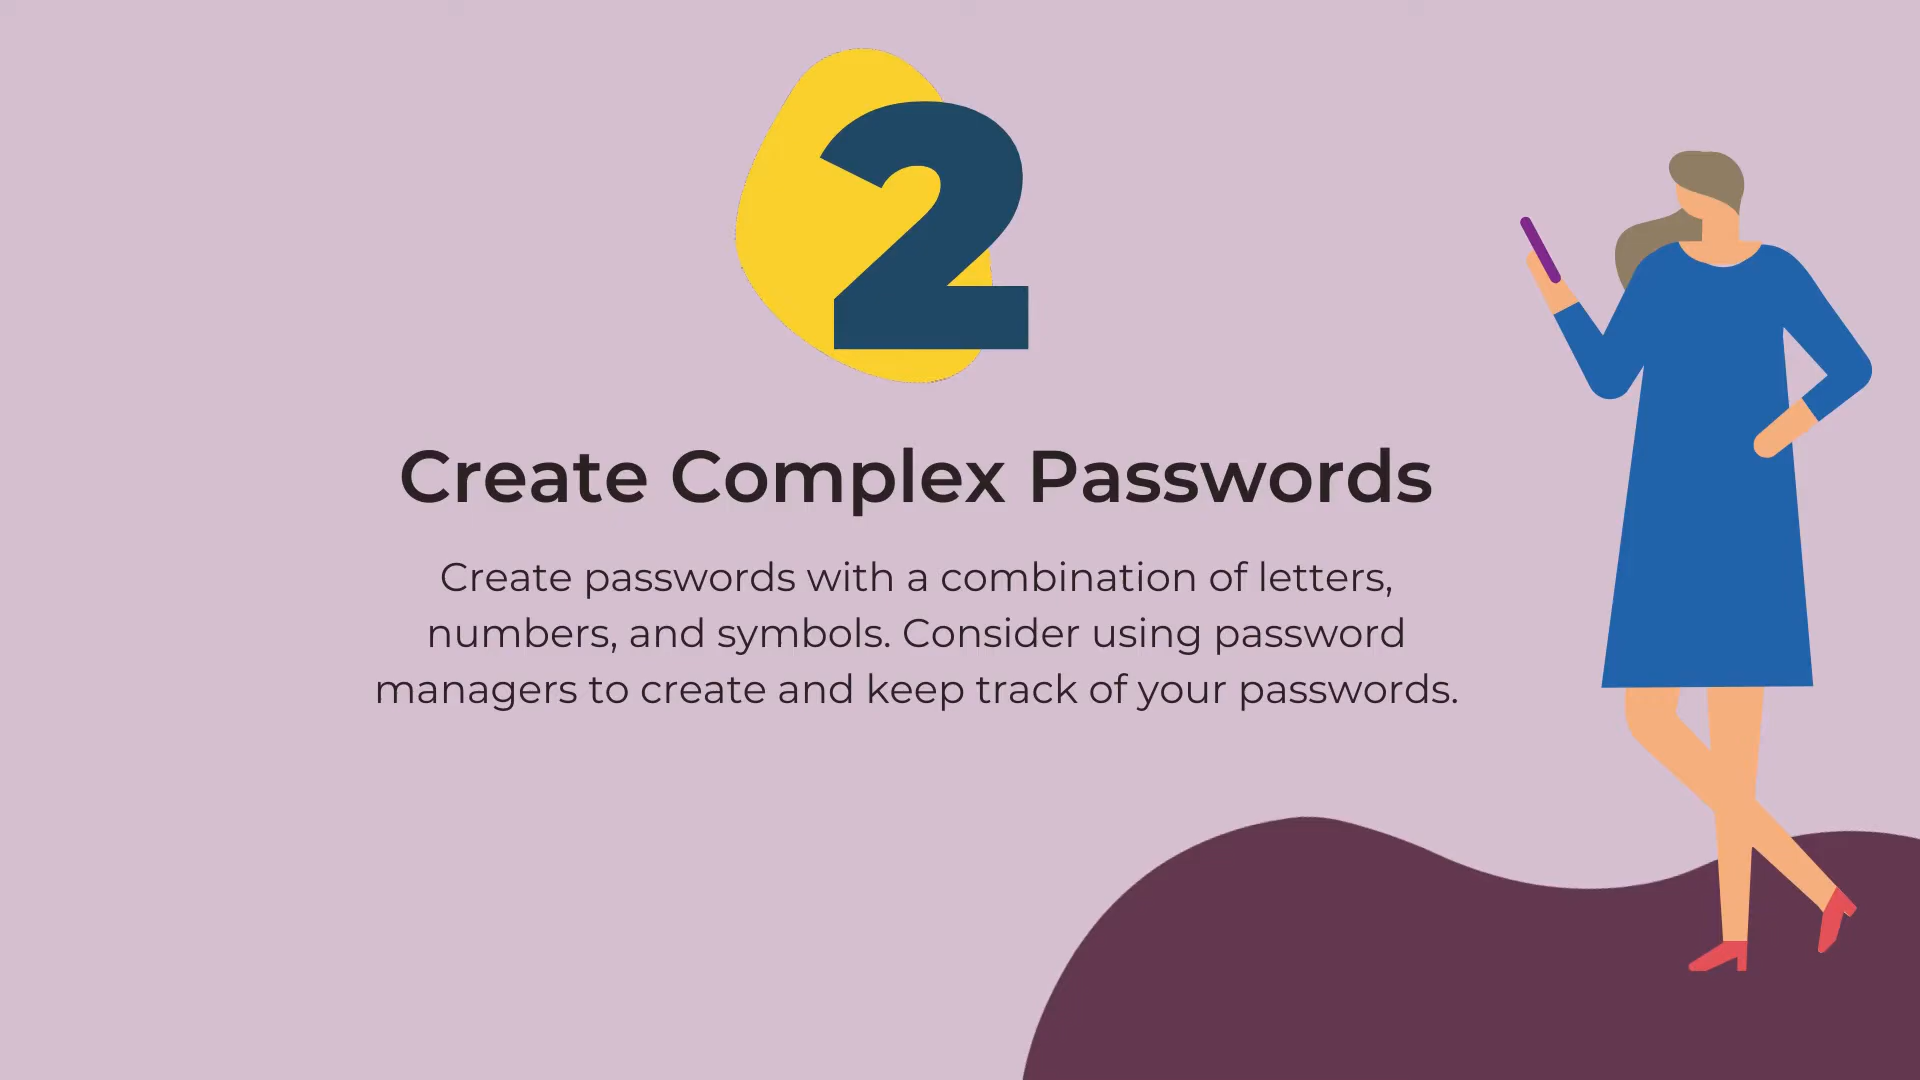 2
Create Complex Passwords
Create passwords with a combination of letters,
numbers, and symbols. Consider using password
managers to create and keep track of your passwords.